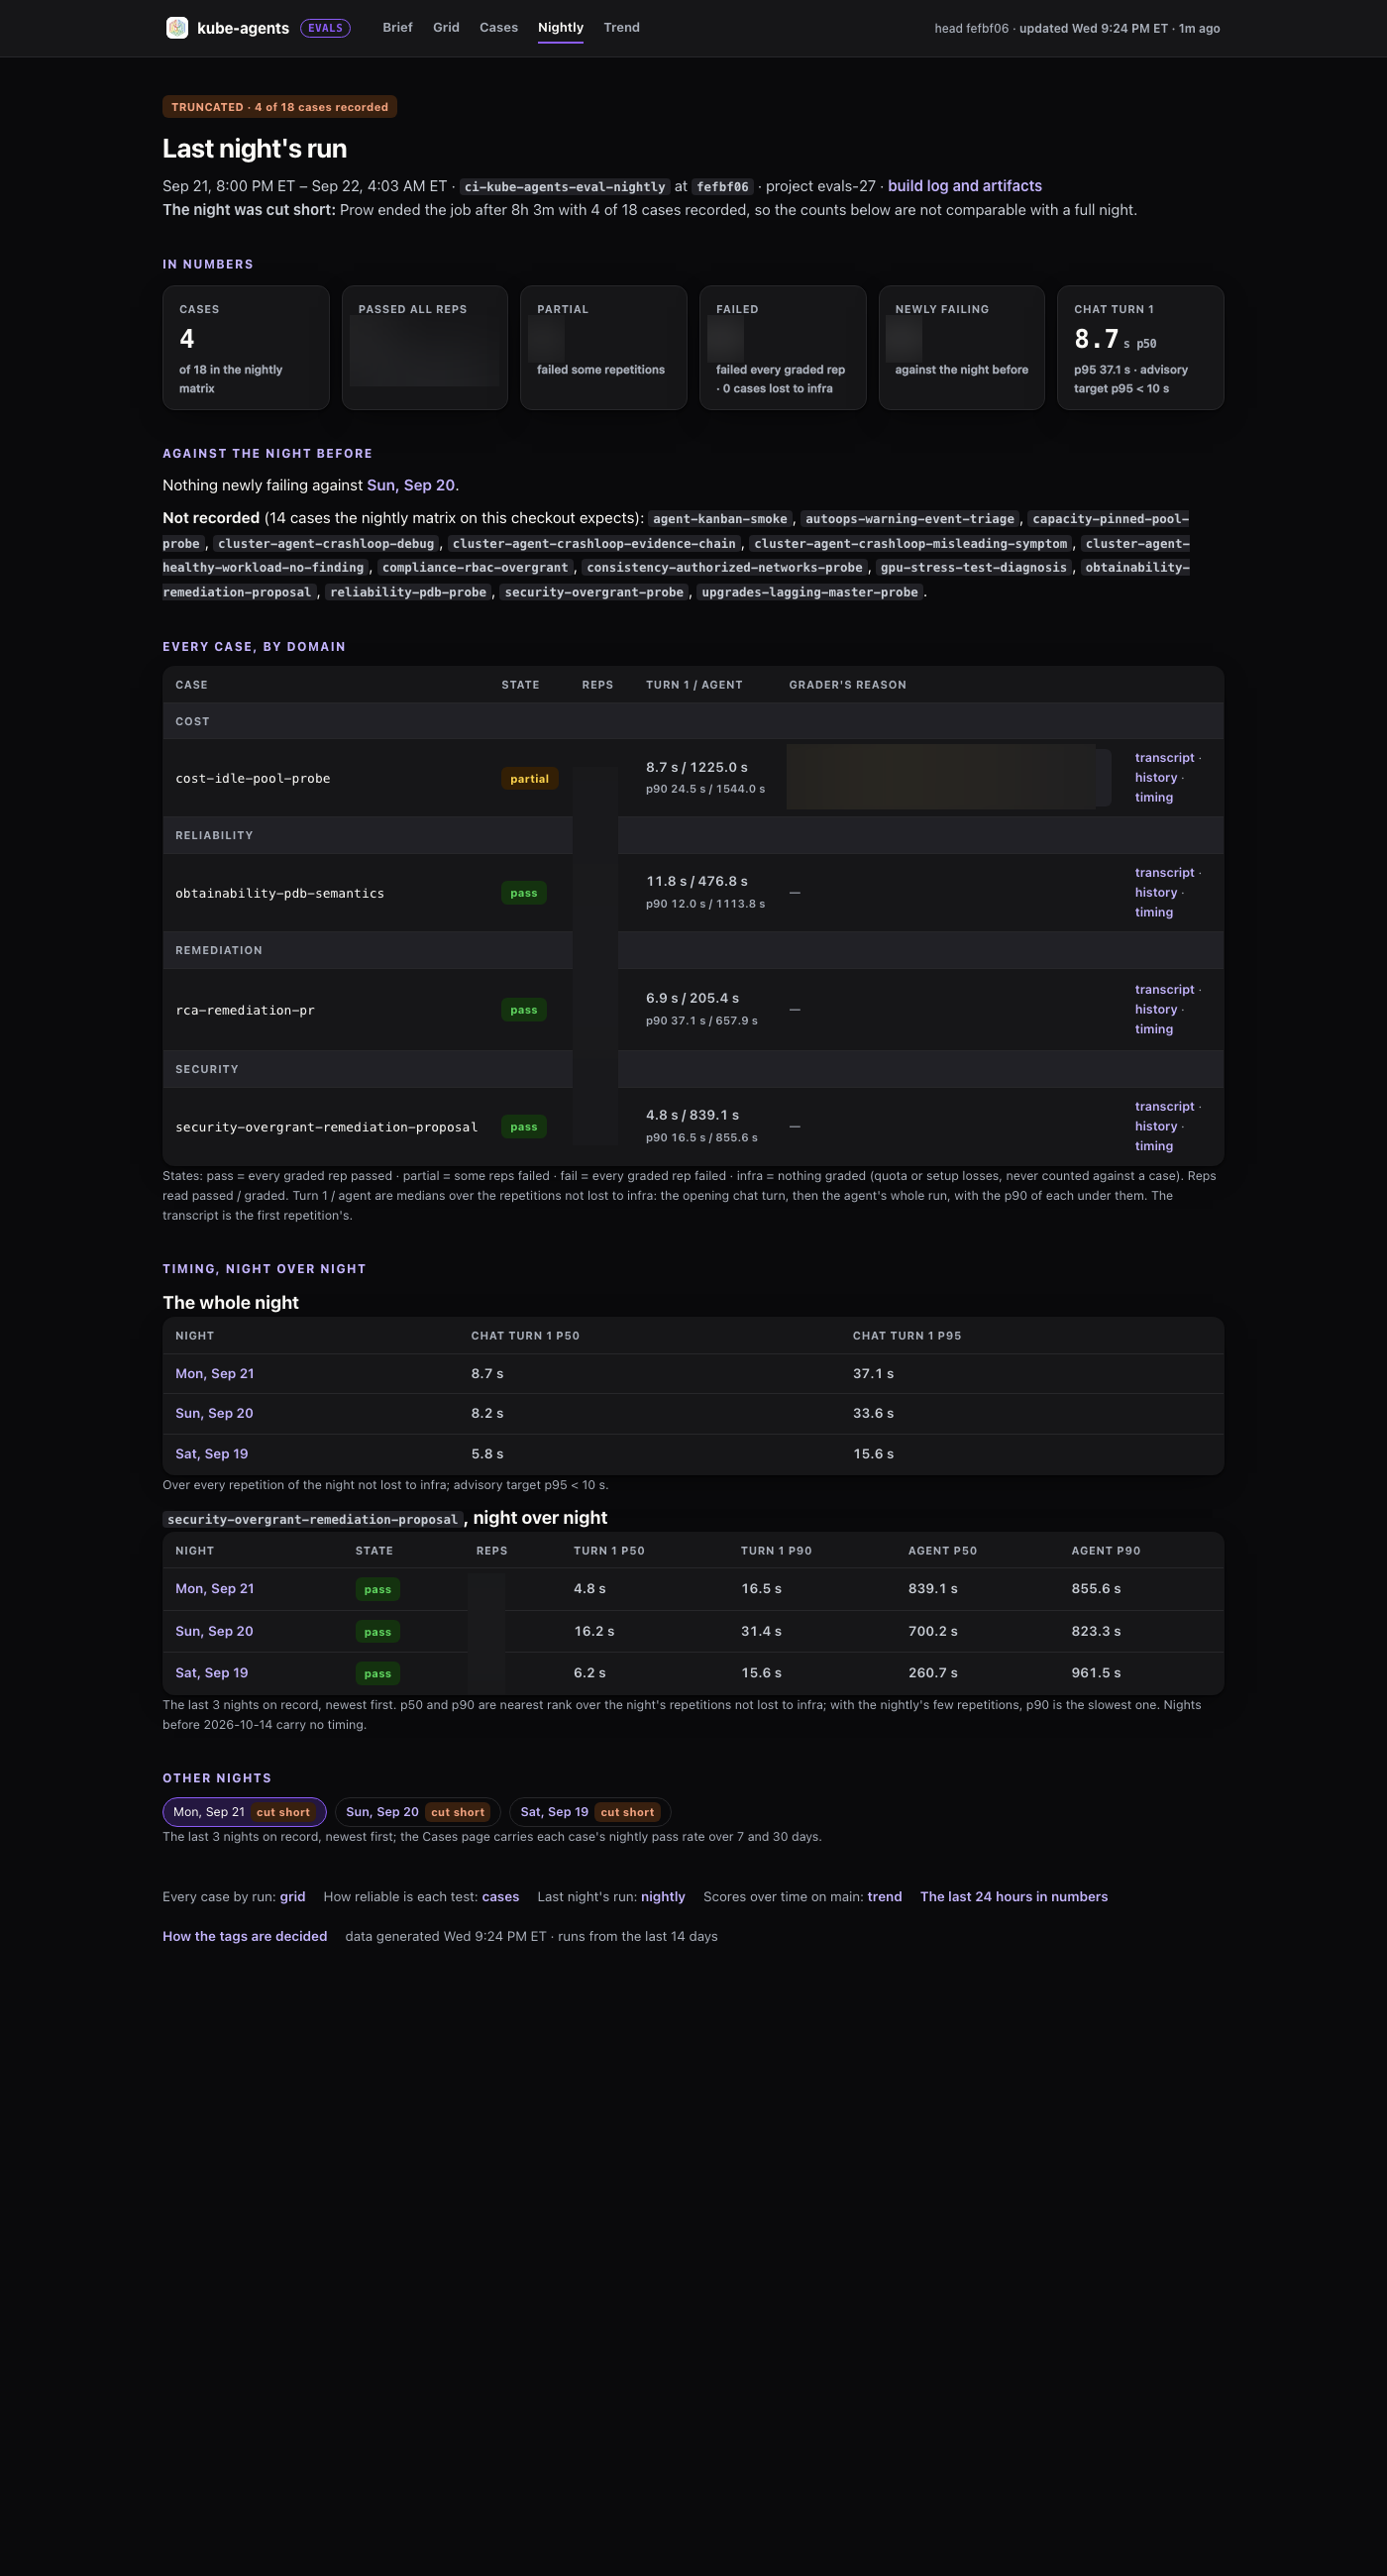 kube-agents EVALS Brief Grid Cases Nightly Trend head fefbf06 · updated Wed 9:24 PM ET · 1m ago
TRUNCATED · 4 of 18 cases recorded
Last night's run
Sep 21, 8:00 PM ET – Sep 22, 4:03 AM ET · ci-kube-agents-eval-nightly at fefbf06 · project evals-27 · build log and artifacts
The night was cut short: Prow ended the job after 8h 3m with 4 of 18 cases recorded, so the counts below are not comparable with a full night.
IN NUMBERS
CASES
4
of 18 in the nightly
matrix
PASSED ALL REPS
PARTIAL
failed some repetitions
FAILED
failed every graded rep
· 0 cases lost to infra
NEWLY FAILING
against the night before
CHAT TURN 1
8.7 s p50
p95 37.1 s · advisory
target p95 < 10 s
AGAINST THE NIGHT BEFORE
Nothing newly failing against Sun, Sep 20.
Not recorded (14 cases the nightly matrix on this checkout expects): agent-kanban-smoke, autoops-warning-event-triage, capacity-pinned-pool-
probe, cluster-agent-crashloop-debug, cluster-agent-crashloop-evidence-chain, cluster-agent-crashloop-misleading-symptom, cluster-agent-
healthy-workload-no-finding, compliance-rbac-overgrant, consistency-authorized-networks-probe, gpu-stress-test-diagnosis, obtainability-
remediation-proposal, reliability-pdb-probe, security-overgrant-probe, upgrades-lagging-master-probe.
EVERY CASE, BY DOMAIN
CASE STATE REPS TURN 1 / AGENT GRADER'S REASON
COST
cost-idle-pool-probe partial 8.7 s / 1225.0 s
p90 24.5 s / 1544.0 s
transcript ·
history ·
timing
RELIABILITY
obtainability-pdb-semantics pass 11.8 s / 476.8 s
p90 12.0 s / 1113.8 s
—
transcript ·
history ·
timing
REMEDIATION
rca-remediation-pr pass 6.9 s / 205.4 s
p90 37.1 s / 657.9 s
—
transcript ·
history ·
timing
SECURITY
security-overgrant-remediation-proposal pass 4.8 s / 839.1 s
p90 16.5 s / 855.6 s
—
transcript ·
history ·
timing
States: pass = every graded rep passed · partial = some reps failed · fail = every graded rep failed · infra = nothing graded (quota or setup losses, never counted against a case). Reps
read passed / graded. Turn 1 / agent are medians over the repetitions not lost to infra: the opening chat turn, then the agent's whole run, with the p90 of each under them. The
transcript is the first repetition's.
TIMING, NIGHT OVER NIGHT
The whole night
NIGHT CHAT TURN 1 P50 CHAT TURN 1 P95
Mon, Sep 21 8.7 s 37.1 s
Sun, Sep 20 8.2 s 33.6 s
Sat, Sep 19 5.8 s 15.6 s
Over every repetition of the night not lost to infra; advisory target p95 < 10 s.
security-overgrant-remediation-proposal, night over night
NIGHT STATE REPS TURN 1 P50 TURN 1 P90 AGENT P50 AGENT P90
Mon, Sep 21 pass 4.8 s 16.5 s 839.1 s 855.6 s
Sun, Sep 20 pass 16.2 s 31.4 s 700.2 s 823.3 s
Sat, Sep 19 pass 6.2 s 15.6 s 260.7 s 961.5 s
The last 3 nights on record, newest first. p50 and p90 are nearest rank over the night's repetitions not lost to infra; with the nightly's few repetitions, p90 is the slowest one. Nights
before 2026-10-14 carry no timing.
OTHER NIGHTS
Mon, Sep 21 cut short Sun, Sep 20 cut short Sat, Sep 19 cut short
The last 3 nights on record, newest first; the Cases page carries each case's nightly pass rate over 7 and 30 days.
Every case by run: grid How reliable is each test: cases Last night's run: nightly Scores over time on main: trend The last 24 hours in numbers
How the tags are decided data generated Wed 9:24 PM ET · runs from the last 14 days